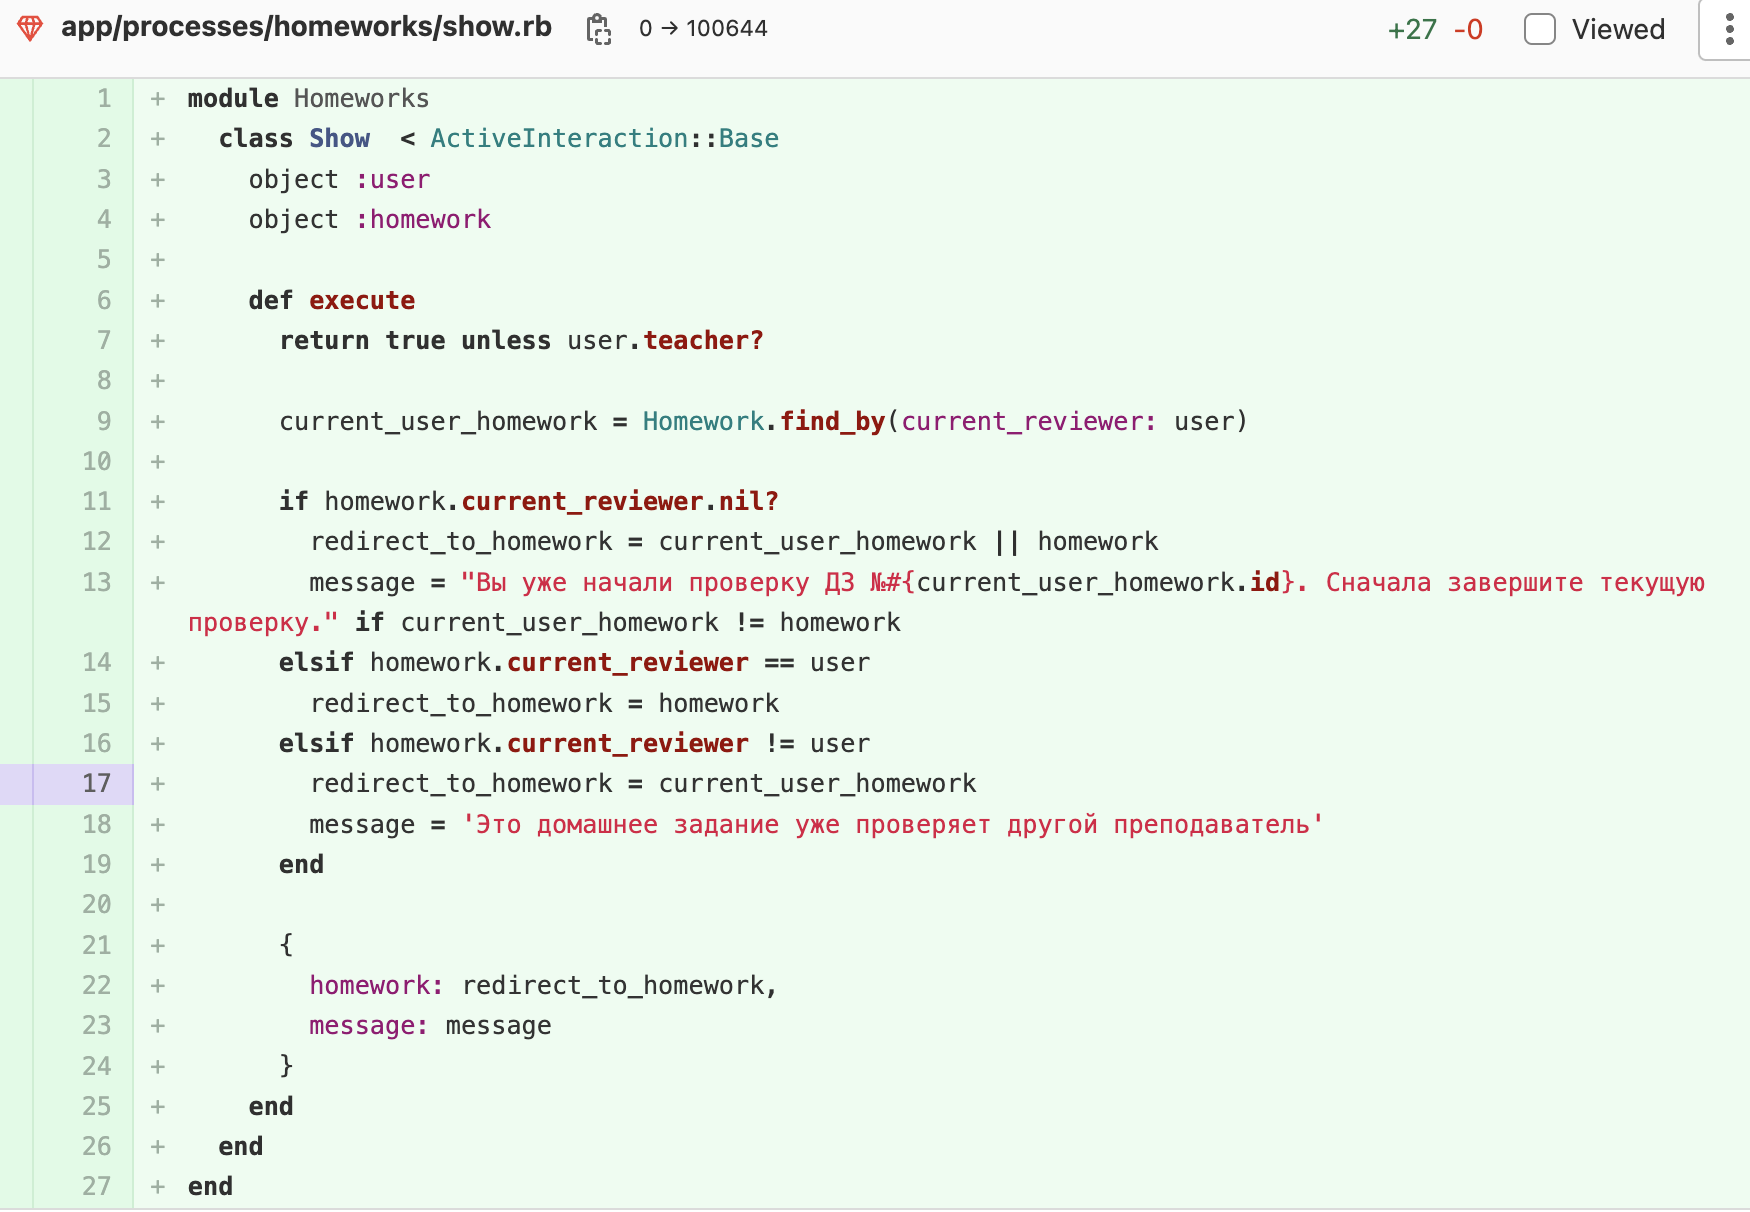 app/processes/homeworks/show.rb 0 → 100644 +27 -0 Viewed
1 + module Homeworks
2 + class Show  < ActiveInteraction::Base
3 + object :user
4 + object :homework
5 +
6 + def execute
7 + return true unless user.teacher?
8 +
9 + current_user_homework = Homework.find_by(current_reviewer: user)
10 +
11 + if homework.current_reviewer.nil?
12 + redirect_to_homework = current_user_homework || homework
13 + message = "Вы уже начали проверку ДЗ №#{current_user_homework.id}. Сначала завершите текущую
проверку." if current_user_homework != homework
14 + elsif homework.current_reviewer == user
15 + redirect_to_homework = homework
16 + elsif homework.current_reviewer != user
17 + redirect_to_homework = current_user_homework
18 + message = 'Это домашнее задание уже проверяет другой преподаватель'
19 + end
20 +
21 + {
22 + homework: redirect_to_homework,
23 + message: message
24 + }
25 + end
26 + end
27 + end